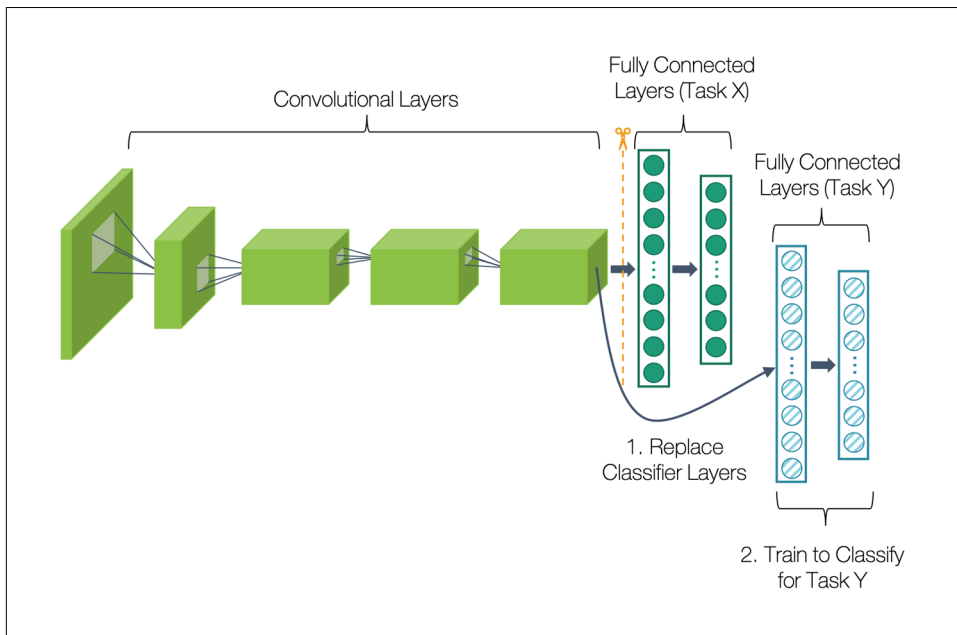 Convolutional Layers
Fully Connected
Layers (Task X)
Fully Connected
Layers (Task Y)
1. Replace
Classifier Layers
2. Train to Classify
for Task Y